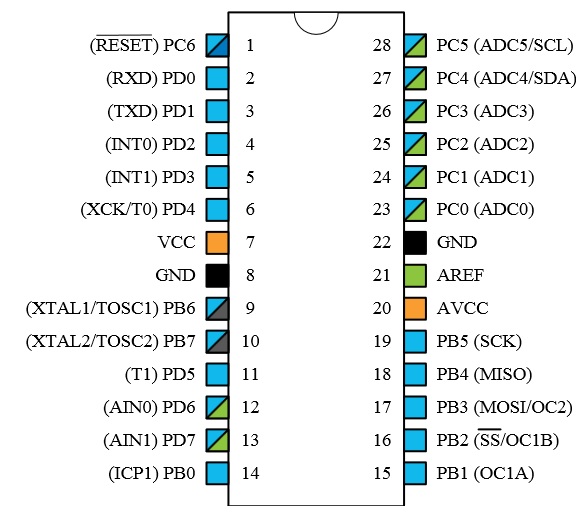 (RESET) PC6 1 28 PC5 (ADC5/SCL)
(RXD) PD0 2 27 PC4 (ADC4/SDA)
(TXD) PD1 3 26 PC3 (ADC3)
(INT0) PD2 4 25 PC2 (ADC2)
(INT1) PD3 5 24 PC1 (ADC1)
(XCK/T0) PD4 6 23 PC0 (ADC0)
VCC 7 22 GND
GND 8 21 AREF
(XTAL1/TOSC1) PB6 9 20 AVCC
(XTAL2/TOSC2) PB7 10 19 PB5 (SCK)
(T1) PD5 11 18 PB4 (MISO)
(AIN0) PD6 12 17 PB3 (MOSI/OC2)
(AIN1) PD7 13 16 PB2 (SS/OC1B)
(ICP1) PB0 14 15 PB1 (OC1A)